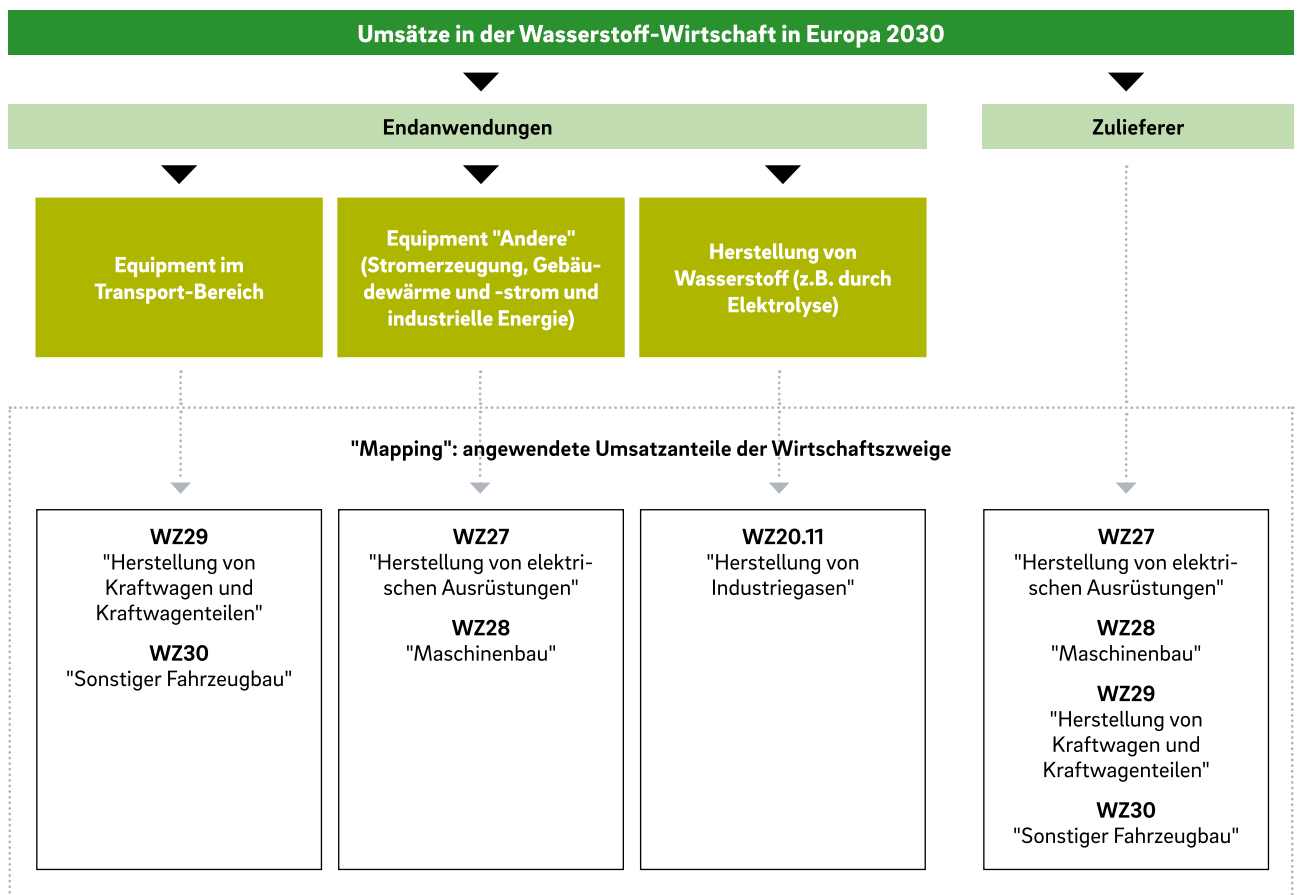 Umsätze in der Wasserstoff-Wirtschaft in Europa 2030
Endanwendungen
Zulieferer
Equipment im
Transport-Bereich
Equipment "Andere"
(Stromerzeugung, Gebäu-
dewärme und -strom und
industrielle Energie)
Herstellung von
Wasserstoff (z.B. durch
Elektrolyse)
"Mapping": angewendete Umsatzanteile der Wirtschaftszweige
WZ29
"Herstellung von
Kraftwagen und
Kraftwagenteilen"
WZ30
"Sonstiger Fahrzeugbau"
WZ27
"Herstellung von elektri-
schen Ausrüstungen"
WZ28
"Maschinenbau"
WZ20.11
"Herstellung von
Industriegasen"
WZ27
"Herstellung von elektri-
schen Ausrüstungen"
WZ28
"Maschinenbau"
WZ29
"Herstellung von
Kraftwagen und
Kraftwagenteilen"
WZ30
"Sonstiger Fahrzeugbau"